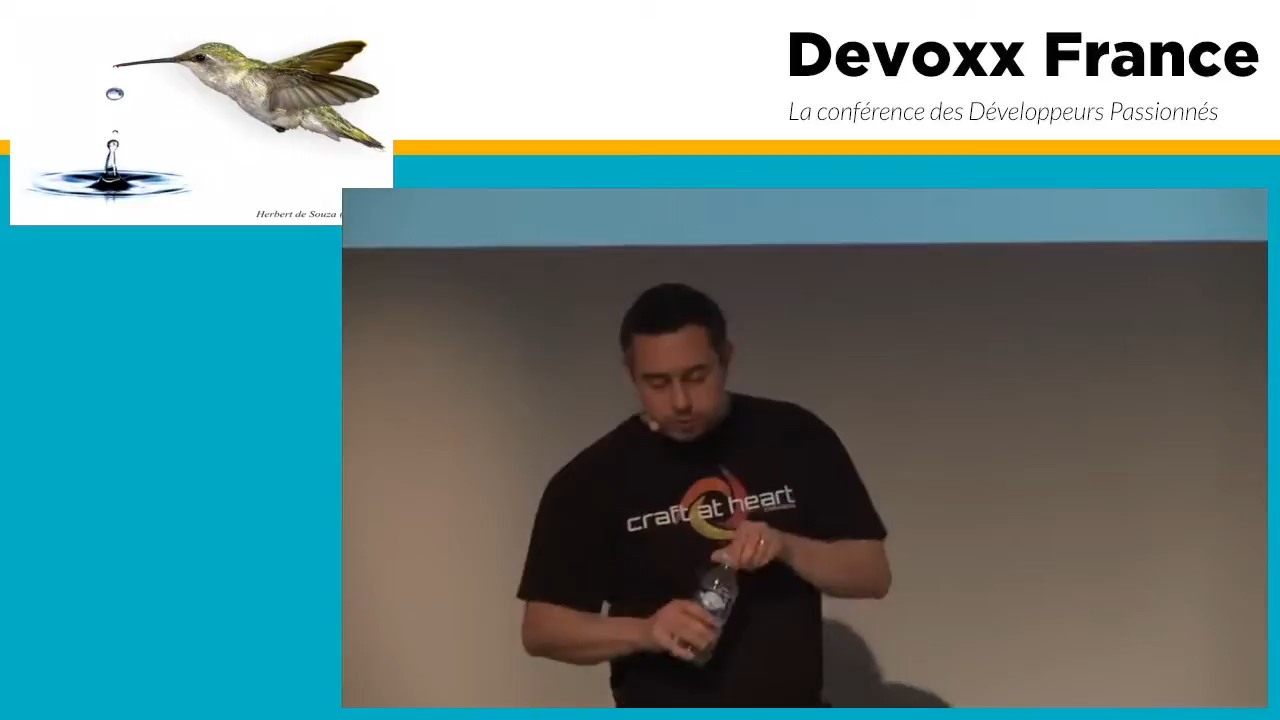 Devoxx France
La conférence des Développeurs Passionnés
Herbert de Souza
craft at heart